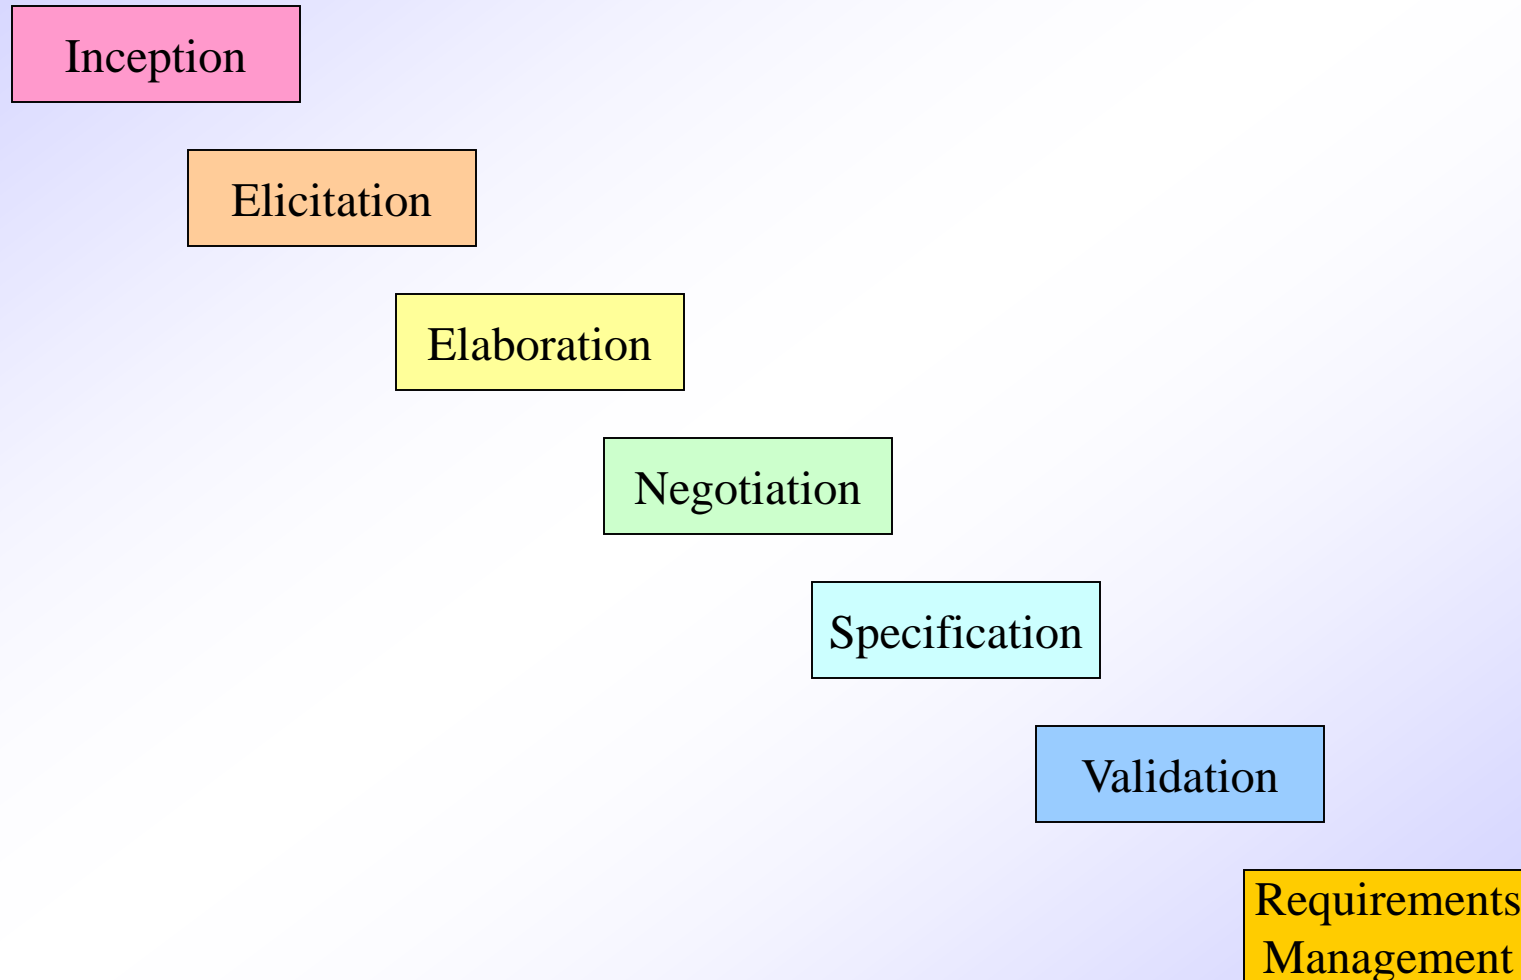 Inception
Elicitation
Elaboration
Negotiation
Specification
Validation
Requirements
Management